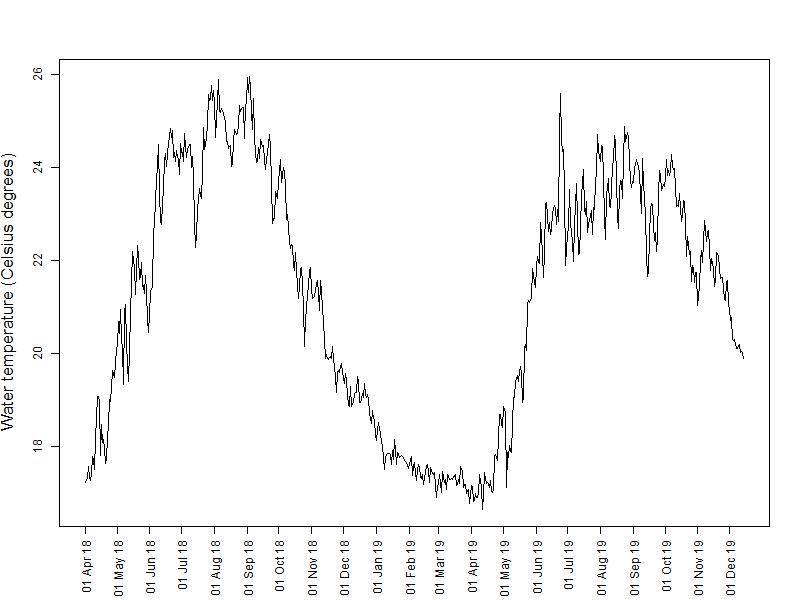 Water temperature (Celsius degrees)
26
24
22
20
18
01 Apr 18
01 May 18
01 Jun 18
01 Jul 18
01 Aug 18
01 Sep 18
01 Oct 18
01 Nov 18
01 Dec 18
01 Jan 19
01 Feb 19
01 Mar 19
01 Apr 19
01 May 19
01 Jun 19
01 Jul 19
01 Aug 19
01 Sep 19
01 Oct 19
01 Nov 19
01 Dec 19